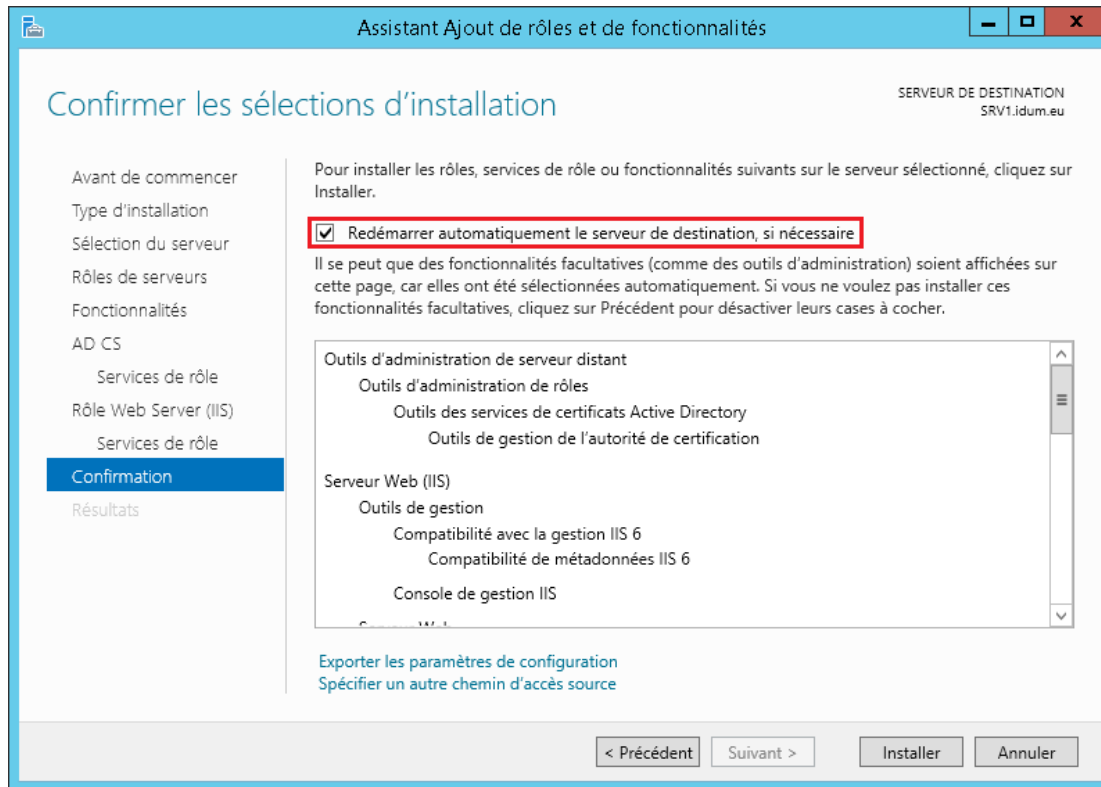 Assistant Ajout de rôles et de fonctionnalités
Confirmer les sélections d'installation
SERVEUR DE DESTINATION
SRV1.idum.eu
Avant de commencer
Type d'installation
Sélection du serveur
Rôles de serveurs
Fonctionnalités
AD CS
Services de rôle
Rôle Web Server (IIS)
Services de rôle
Confirmation
Résultats
Pour installer les rôles, services de rôle ou fonctionnalités suivants sur le serveur sélectionné, cliquez sur
Installer.
Redémarrer automatiquement le serveur de destination, si nécessaire
Il se peut que des fonctionnalités facultatives (comme des outils d'administration) soient affichées sur
cette page, car elles ont été sélectionnées automatiquement. Si vous ne voulez pas installer ces
fonctionnalités facultatives, cliquez sur Précédent pour désactiver leurs cases à cocher.
Outils d'administration de serveur distant
Outils d'administration de rôles
Outils des services de certificats Active Directory
Outils de gestion de l'autorité de certification
Serveur Web (IIS)
Outils de gestion
Compatibilité avec la gestion IIS 6
Compatibilité de métadonnées IIS 6
Console de gestion IIS
Serveur Web
Exporter les paramètres de configuration
Spécifier un autre chemin d'accès source
< Précédent
Suivant >
Installer
Annuler